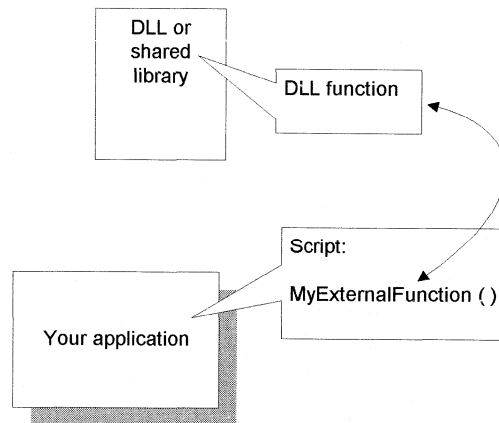 DLL or
shared
library
DLL function
Script:
MyExternalFunction ( )
Your application